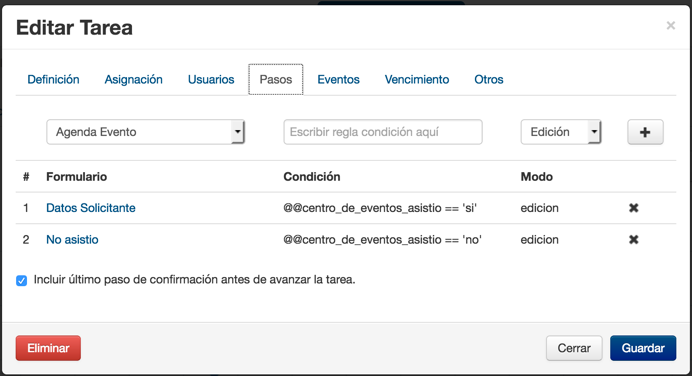 Editar Tarea ×
Definición Asignación Usuarios Pasos Eventos Vencimiento Otros
Agenda Evento Escribir regla condición aquí Edición +
# Formulario Condición Modo
1 Datos Solicitante @@centro_de_eventos_asistio == 'si' edicion ✖
2 No asistio @@centro_de_eventos_asistio == 'no' edicion ✖
Incluir último paso de confirmación antes de avanzar la tarea.
Eliminar Cerrar Guardar